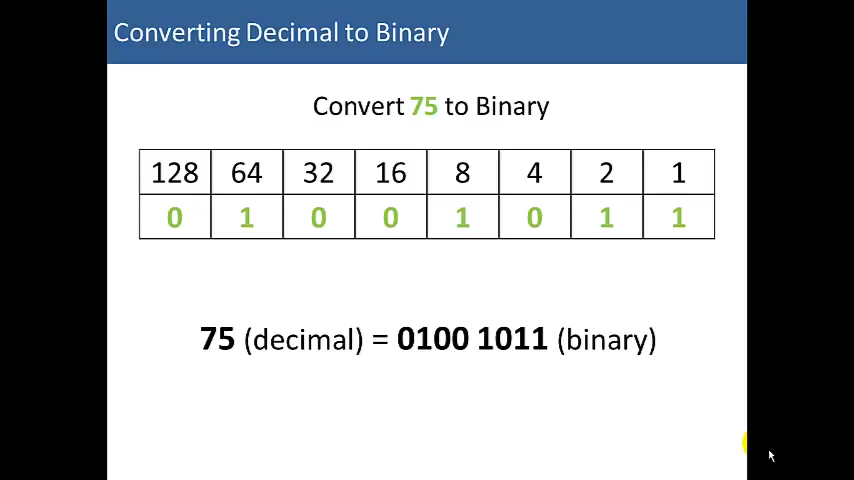 Converting Decimal to Binary
Convert 75 to Binary
128 64 32 16 8 4 2 1
0 1 0 0 1 0 1 1
75 (decimal) = 0100 1011 (binary)